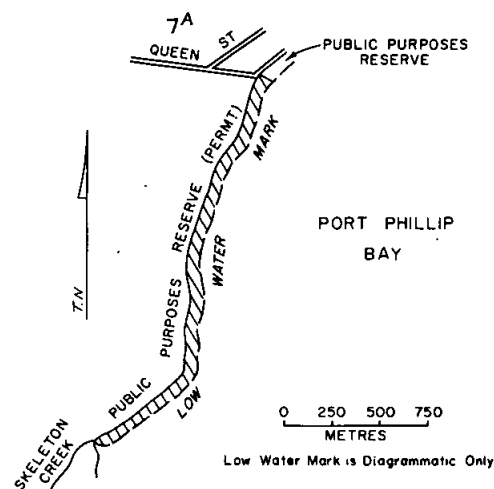 7A
QUEEN ST
PUBLIC PURPOSES
RESERVE
PUBLIC PURPOSES RESERVE (PERMT)
LOW WATER MARK
PORT PHILLIP
BAY
T.N
SKELETON
CREEK
0 250 500 750
METRES
Low Water Mark is Diagrammatic Only